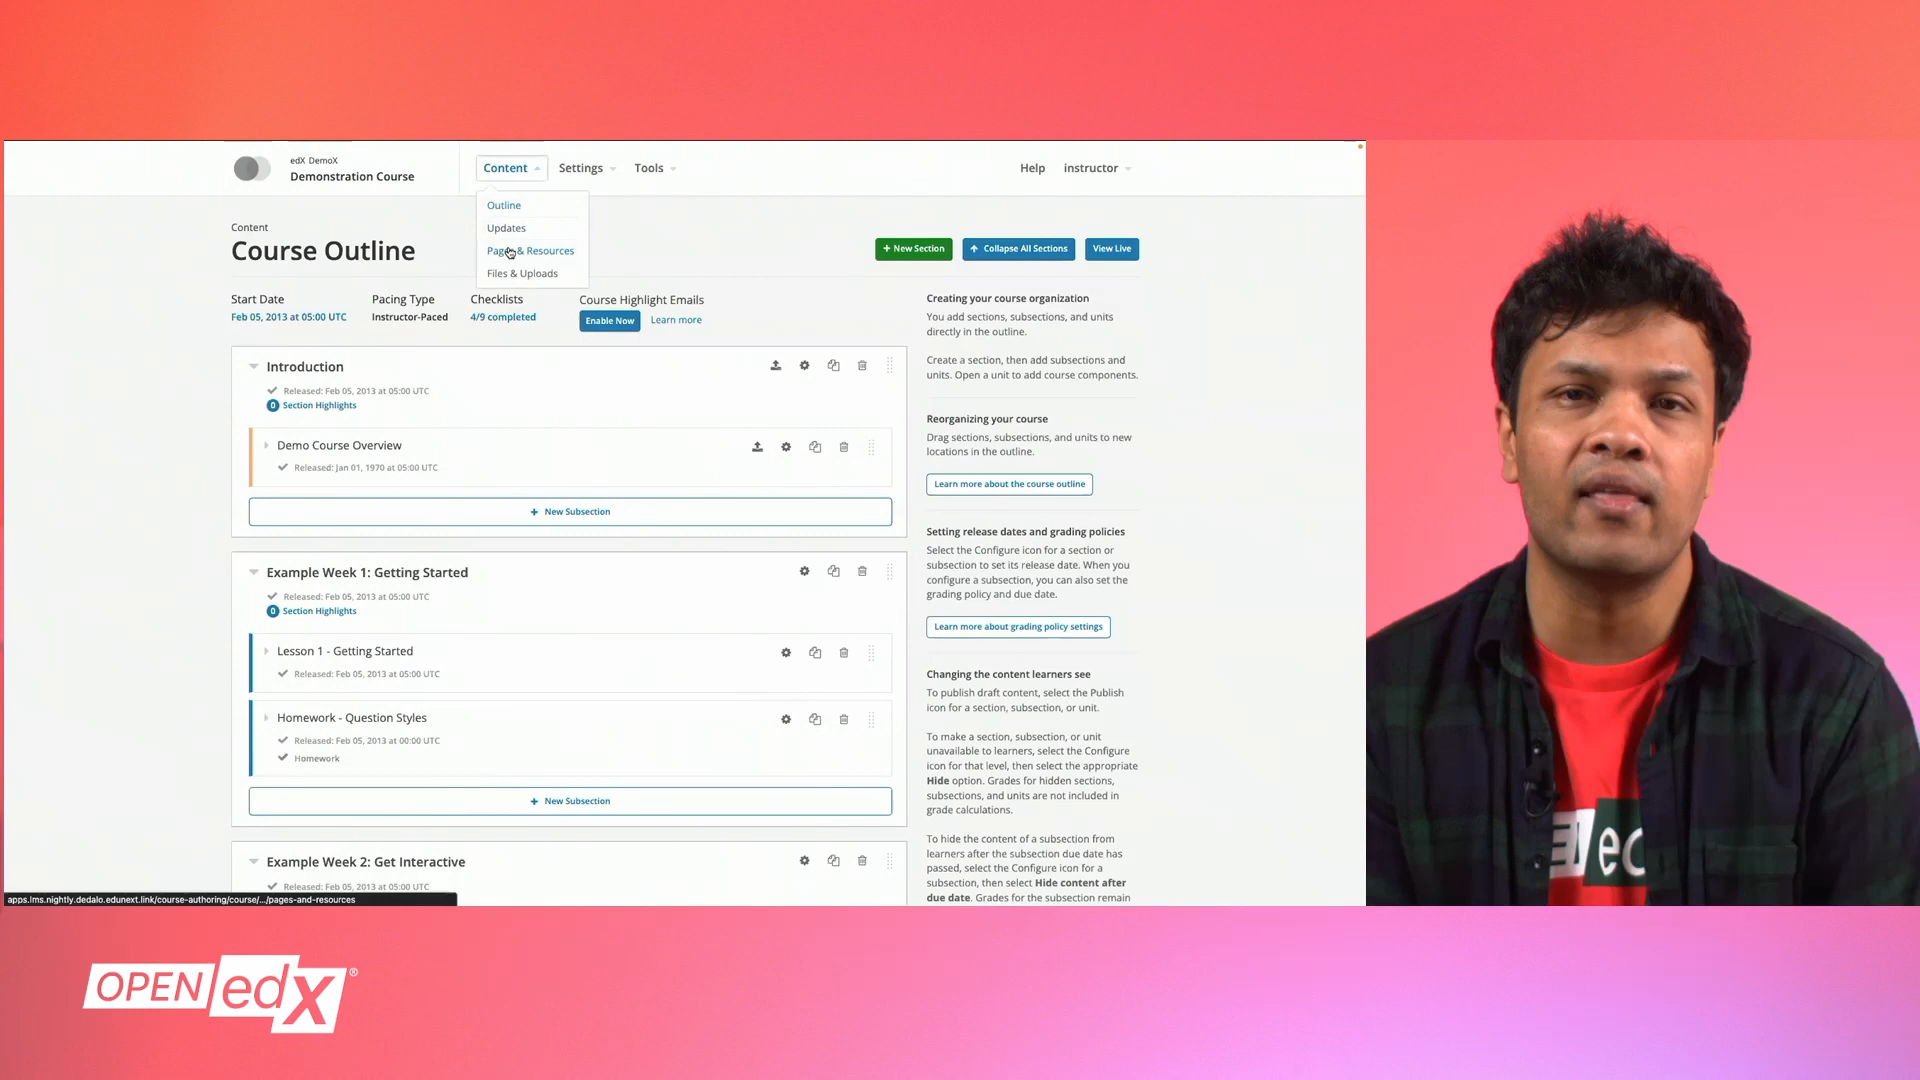 edX DemoX
Demonstration Course
Content
Settings
Tools
Help
instructor
Outline
Updates
Pages & Resources
Files & Uploads
Content
Course Outline
+ New Section
Collapse All Sections
View Live
Start Date
Feb 05, 2013 at 05:00 UTC
Pacing Type
Instructor-Paced
Checklists
4/9 completed
Course Highlight Emails
Enable Now
Learn more
Introduction
Released: Feb 05, 2013 at 05:00 UTC
0 Section Highlights
Demo Course Overview
Released: Jan 01, 1970 at 05:00 UTC
+ New Subsection
Example Week 1: Getting Started
Released: Feb 05, 2013 at 05:00 UTC
0 Section Highlights
Lesson 1 - Getting Started
Released: Feb 05, 2013 at 05:00 UTC
Homework - Question Styles
Released: Feb 05, 2013 at 00:00 UTC
Homework
+ New Subsection
Example Week 2: Get Interactive
Released: Feb 05, 2013 at 05:00 UTC
Creating your course organization
You add sections, subsections, and units
directly in the outline.
Create a section, then add subsections and
units. Open a unit to add course components.
Reorganizing your course
Drag sections, subsections, and units to new
locations in the outline.
Learn more about the course outline
Setting release dates and grading policies
Select the Configure icon for a section or
subsection to set its release date. When you
configure a subsection, you can also set the
grading policy and due date.
Learn more about grading policy settings
Changing the content learners see
To publish draft content, select the Publish
icon for a section, subsection, or unit.
To make a section, subsection, or unit
unavailable to learners, select the Configure
icon for that level, then select the appropriate
Hide option. Grades for hidden sections,
subsections, and units are not included in
grade calculations.
To hide the content of a subsection from
learners after the subsection due date has
passed, select the Configure icon for a
subsection, then select Hide content after
due date. Grades for the subsection remain
apps.lms.nightly.dedalo.edunext.link/course-authoring/course/.../pages-and-resources
OPEN edX®